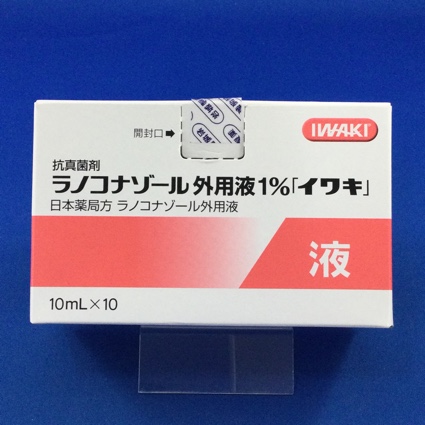 IWAKI
開封口➡
抗真菌剤
ラノコナゾール外用液1%「イワキ」
日本薬局方 ラノコナゾール外用液
液
10mL×10